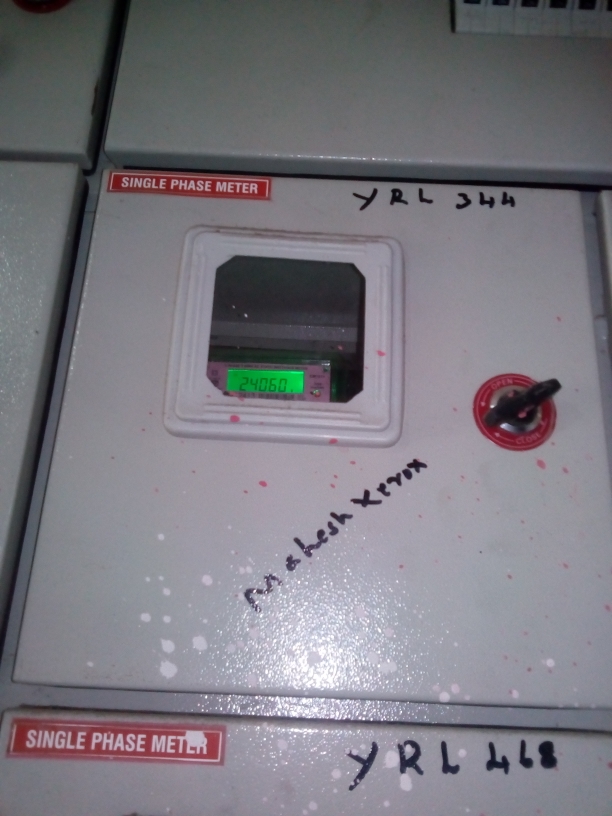 SINGLE PHASE METER
YRL 344
24060
OPEN
CLOSE
Mahesh Xerox
SINGLE PHASE METER
YRL 468